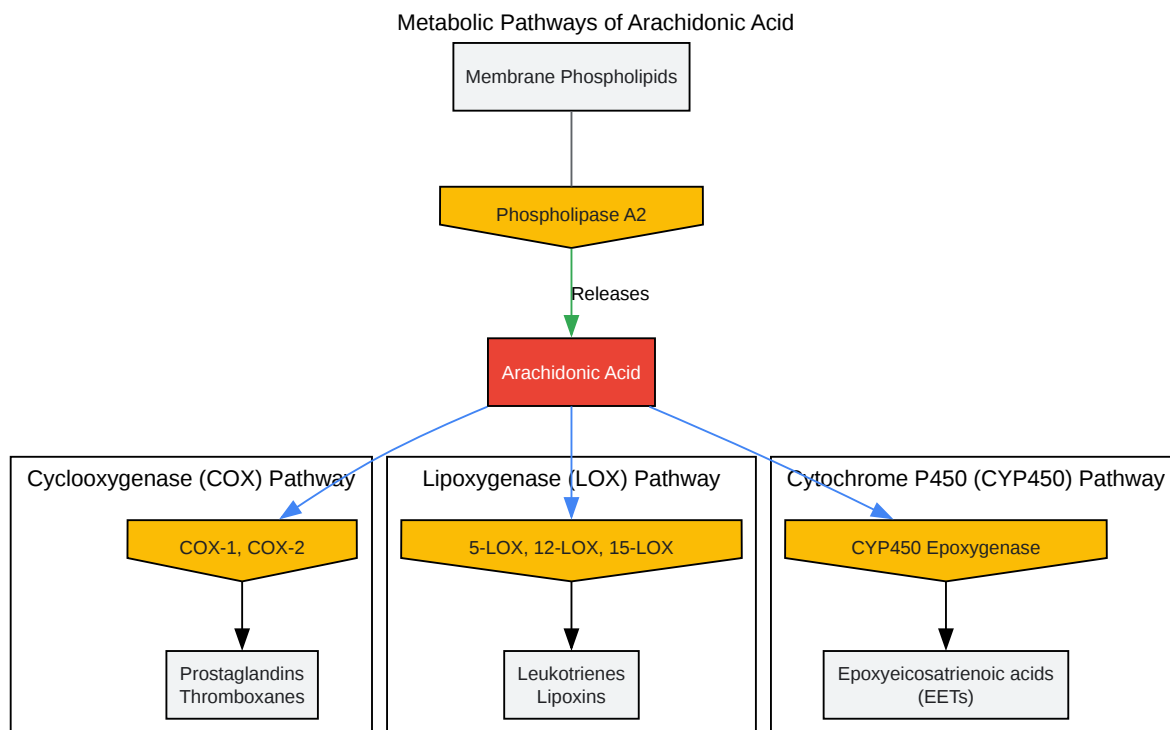 Metabolic Pathways of Arachidonic Acid
Membrane Phospholipids
Phospholipase A2
Releases
Arachidonic Acid
Cyclooxygenase (COX) Pathway
COX-1, COX-2
Prostaglandins
Thromboxanes
Lipoxygenase (LOX) Pathway
5-LOX, 12-LOX, 15-LOX
Leukotrienes
Lipoxins
Cytochrome P450 (CYP450) Pathway
CYP450 Epoxygenase
Epoxyeicosatrienoic acids
(EETs)